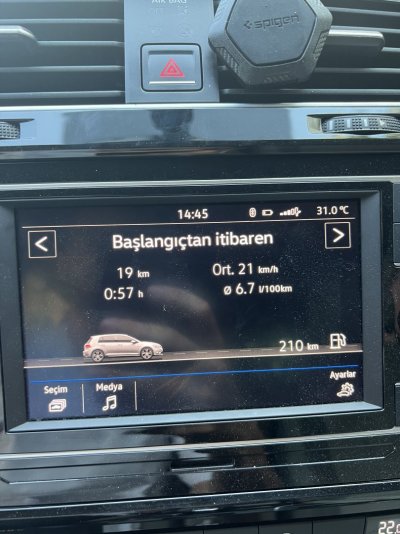 AIR BAG
spigen
14:45 31.0 °C
Başlangıçtan itibaren
19 km Ort. 21 km/h
0:57 h Ø 6.7 l/100km
210 km
Seçim Medya Ayarlar
22.0